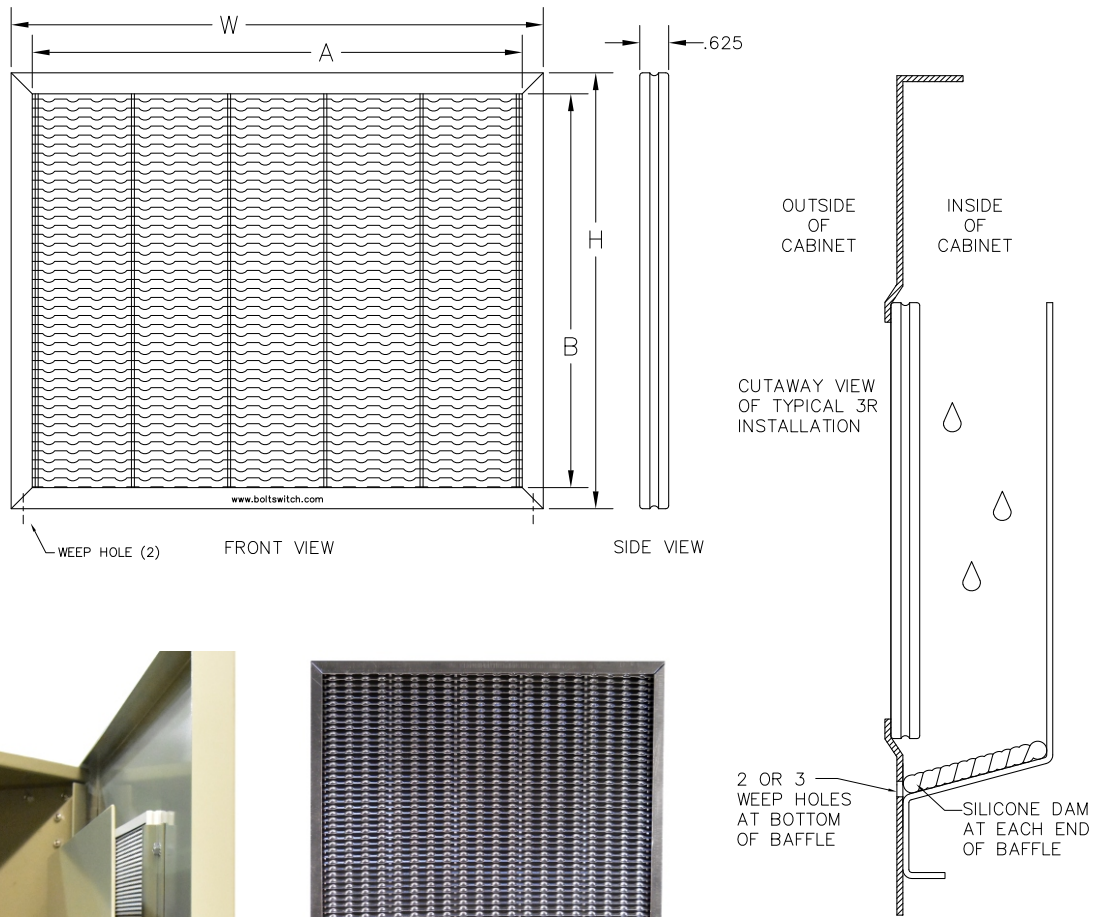 W
A
.625
H
B
www.boltswitch.com
WEEP HOLE (2)
FRONT VIEW
SIDE VIEW
OUTSIDE
OF
CABINET
INSIDE
OF
CABINET
CUTAWAY VIEW
OF TYPICAL 3R
INSTALLATION
2 OR 3
WEEP HOLES
AT BOTTOM
OF BAFFLE
SILICONE DAM
AT EACH END
OF BAFFLE